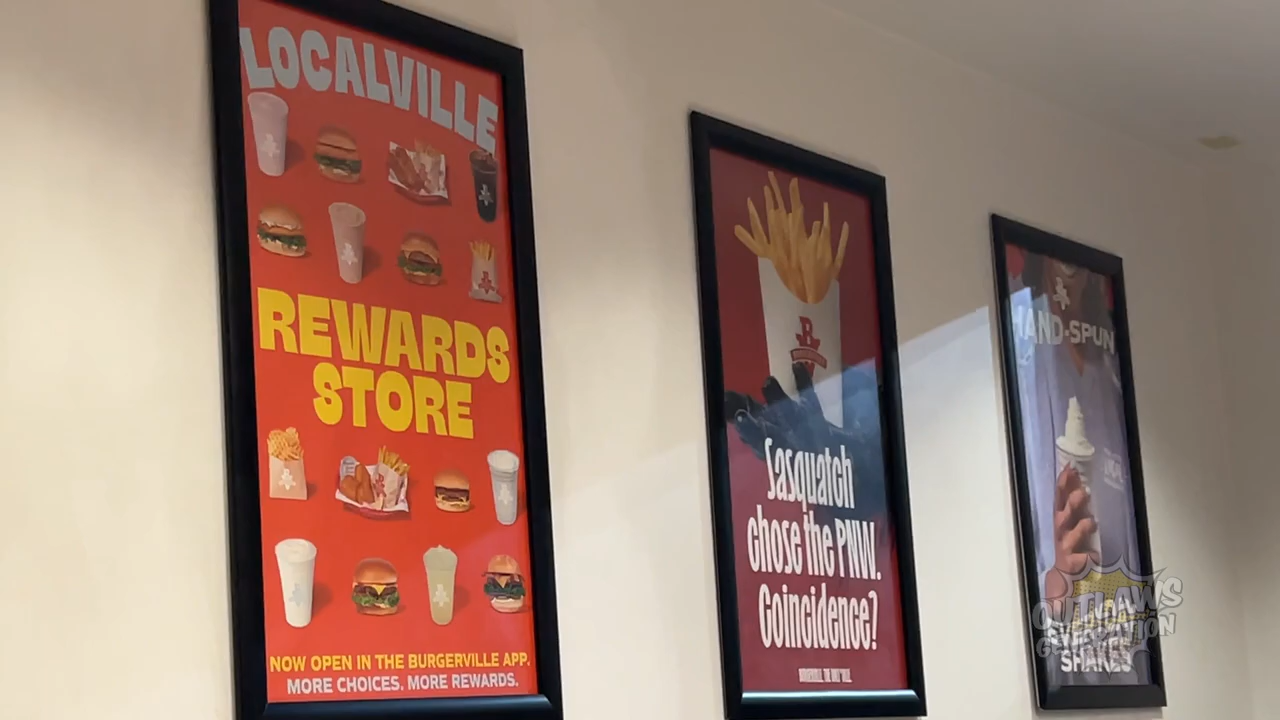 LOCALVILLE
REWARDS
STORE
NOW OPEN IN THE BURGERVILLE APP.
MORE CHOICES. MORE REWARDS.
B
Sasquatch
chose the PNW.
Coincidence?
HAND-SPUN
SHAKES
OUTLAWS
GENERATION